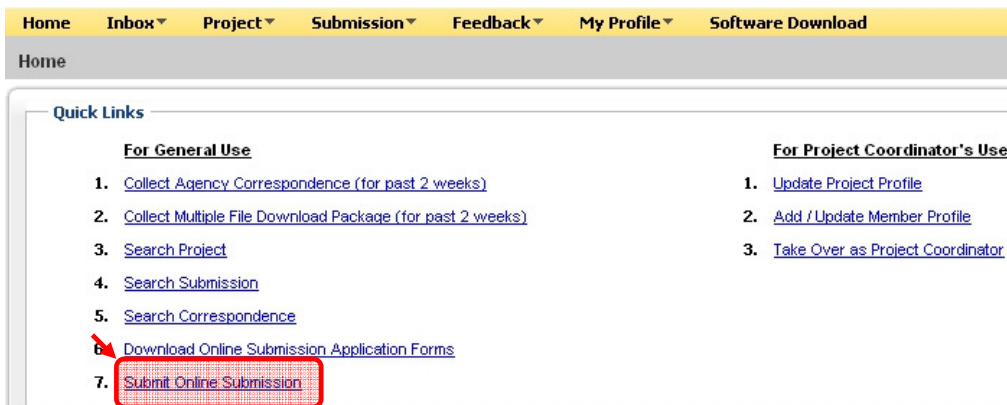 Home Inbox Project Submission Feedback My Profile Software Download
Home
Quick Links
For General Use
1. Collect Agency Correspondence (for past 2 weeks)
2. Collect Multiple File Download Package (for past 2 weeks)
3. Search Project
4. Search Submission
5. Search Correspondence
6. Download Online Submission Application Forms
7. Submit Online Submission
For Project Coordinator's Use
1. Update Project Profile
2. Add / Update Member Profile
3. Take Over as Project Coordinator